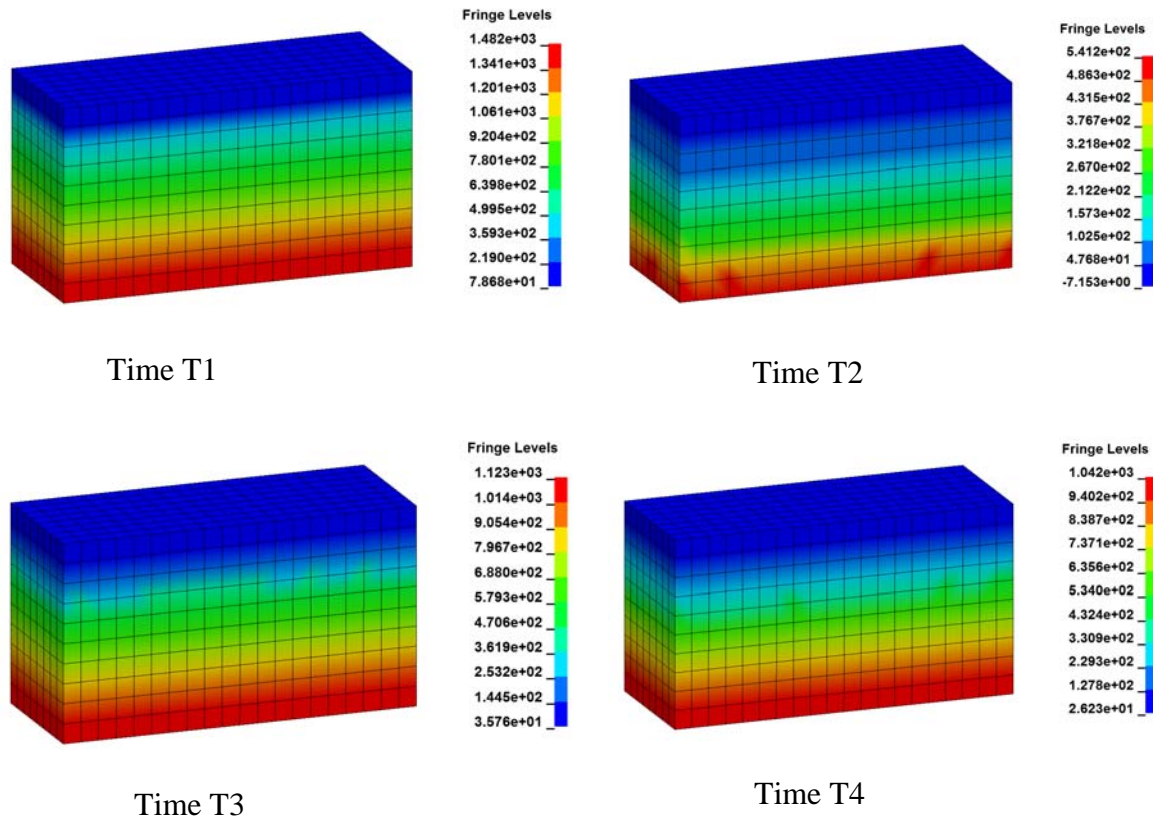 Fringe Levels
1.482e+03
1.341e+03
1.201e+03
1.061e+03
9.204e+02
7.801e+02
6.398e+02
4.995e+02
3.593e+02
2.190e+02
7.868e+01
Time T1
Fringe Levels
5.412e+02
4.863e+02
4.315e+02
3.767e+02
3.218e+02
2.670e+02
2.122e+02
1.573e+02
1.025e+02
4.768e+01
-7.153e+00
Time T2
Fringe Levels
1.123e+03
1.014e+03
9.054e+02
7.967e+02
6.880e+02
5.793e+02
4.706e+02
3.619e+02
2.532e+02
1.445e+02
3.576e+01
Time T3
Fringe Levels
1.042e+03
9.402e+02
8.387e+02
7.371e+02
6.356e+02
5.340e+02
4.324e+02
3.309e+02
2.293e+02
1.278e+02
2.623e+01
Time T4